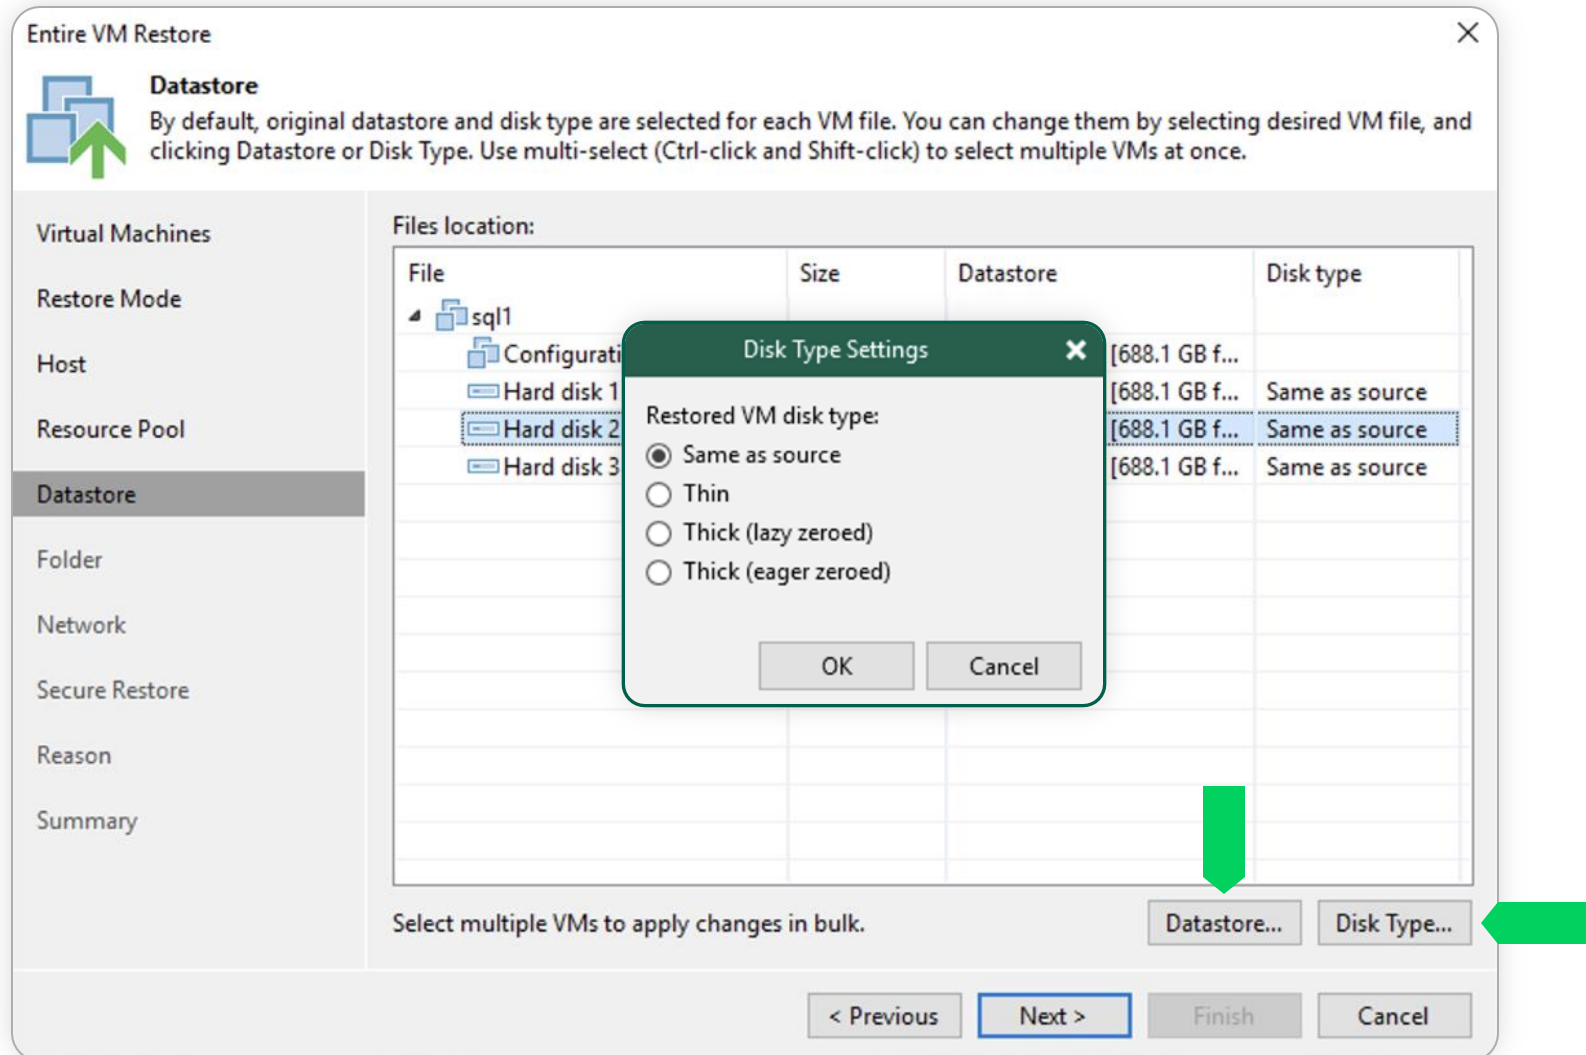 Entire VM Restore
Datastore
By default, original datastore and disk type are selected for each VM file. You can change them by selecting desired VM file, and
clicking Datastore or Disk Type. Use multi-select (Ctrl-click and Shift-click) to select multiple VMs at once.
Virtual Machines
Restore Mode
Host
Resource Pool
Datastore
Folder
Network
Secure Restore
Reason
Summary
Files location:
File Size Datastore Disk type
sql1
Configurati [688.1 GB f...
Hard disk 1 [688.1 GB f... Same as source
Hard disk 2 [688.1 GB f... Same as source
Hard disk 3 [688.1 GB f... Same as source
Disk Type Settings
Restored VM disk type:
Same as source
Thin
Thick (lazy zeroed)
Thick (eager zeroed)
OK Cancel
Select multiple VMs to apply changes in bulk. Datastore... Disk Type...
< Previous Next > Finish Cancel